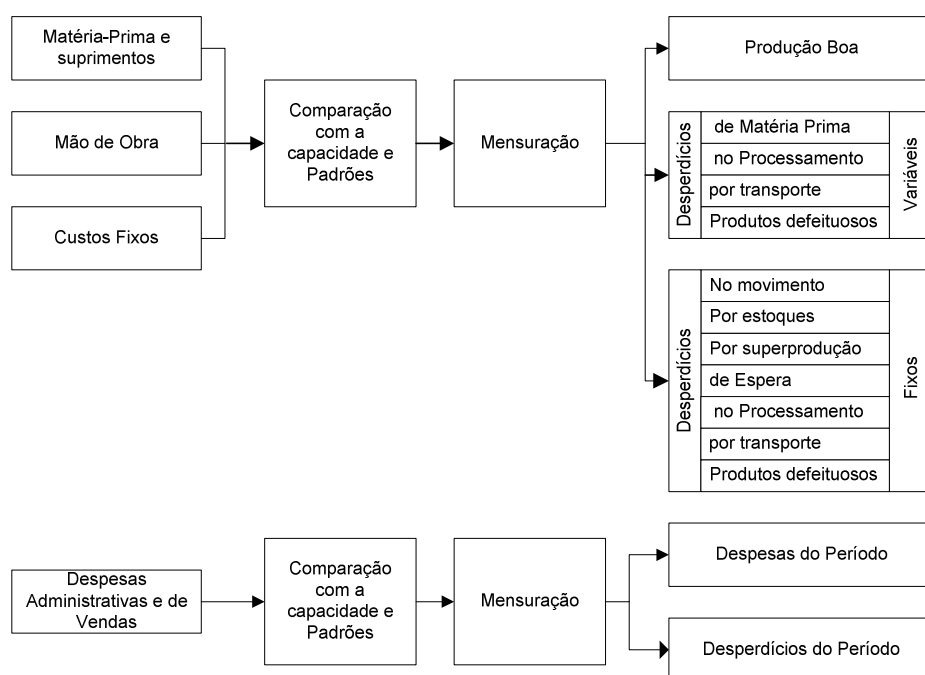 Matéria-Prima e
suprimentos
Mão de Obra
Custos Fixos
Comparação
com a
capacidade e
Padrões
Mensuração
Produção Boa
Desperdícios
de Matéria Prima
no Processamento
por transporte
Produtos defeituosos
Variáveis
Desperdícios
No movimento
Por estoques
Por superprodução
de Espera
no Processamento
por transporte
Produtos defeituosos
Fixos
Despesas
Administrativas e de
Vendas
Comparação
com a
capacidade e
Padrões
Mensuração
Despesas do Período
Desperdícios do Período